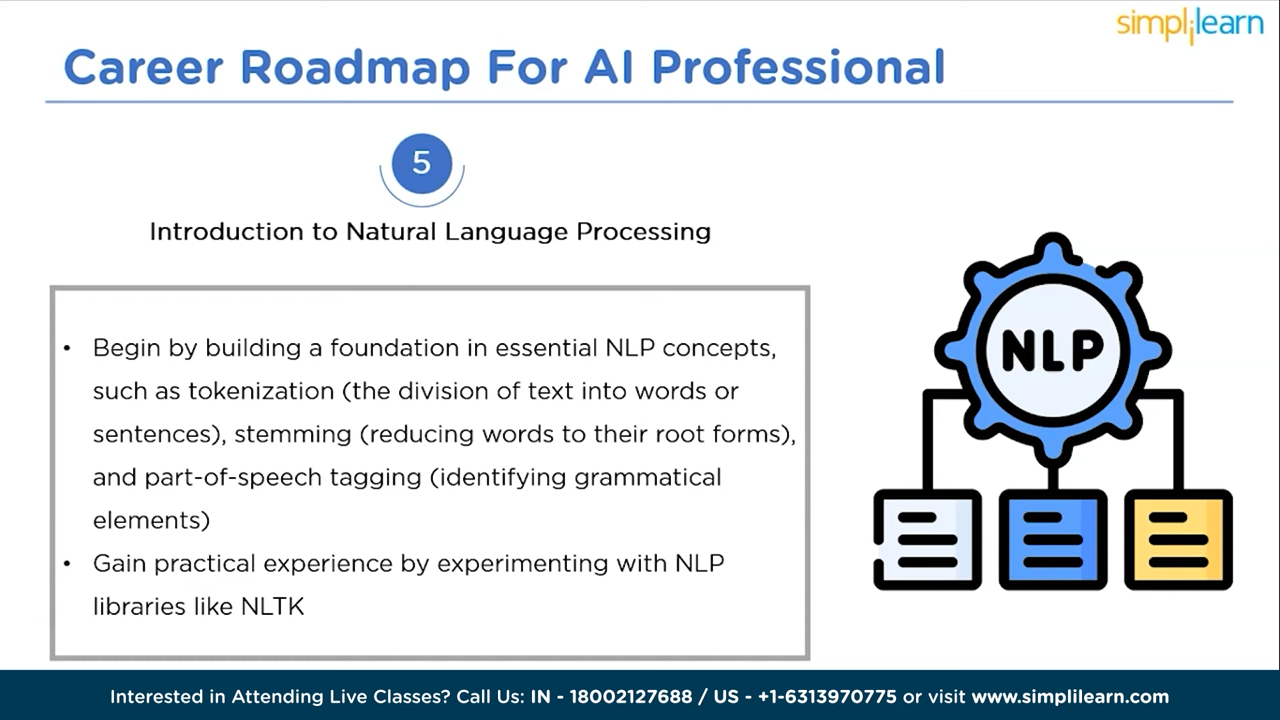 simplilearn
Career Roadmap For AI Professional
5
Introduction to Natural Language Processing
• Begin by building a foundation in essential NLP concepts,
such as tokenization (the division of text into words or
sentences), stemming (reducing words to their root forms),
and part-of-speech tagging (identifying grammatical
elements)
• Gain practical experience by experimenting with NLP
libraries like NLTK
NLP
Interested in Attending Live Classes? Call Us: IN - 18002127688 / US - +1-6313970775 or visit www.simplilearn.com